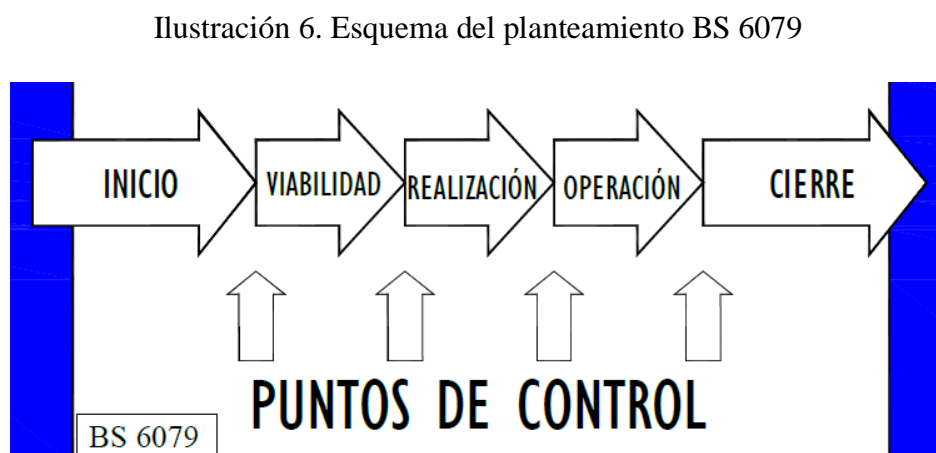 Ilustración 6. Esquema del planteamiento BS 6079
INICIO VIABILIDAD REALIZACIÓN OPERACIÓN CIERRE
PUNTOS DE CONTROL
BS 6079